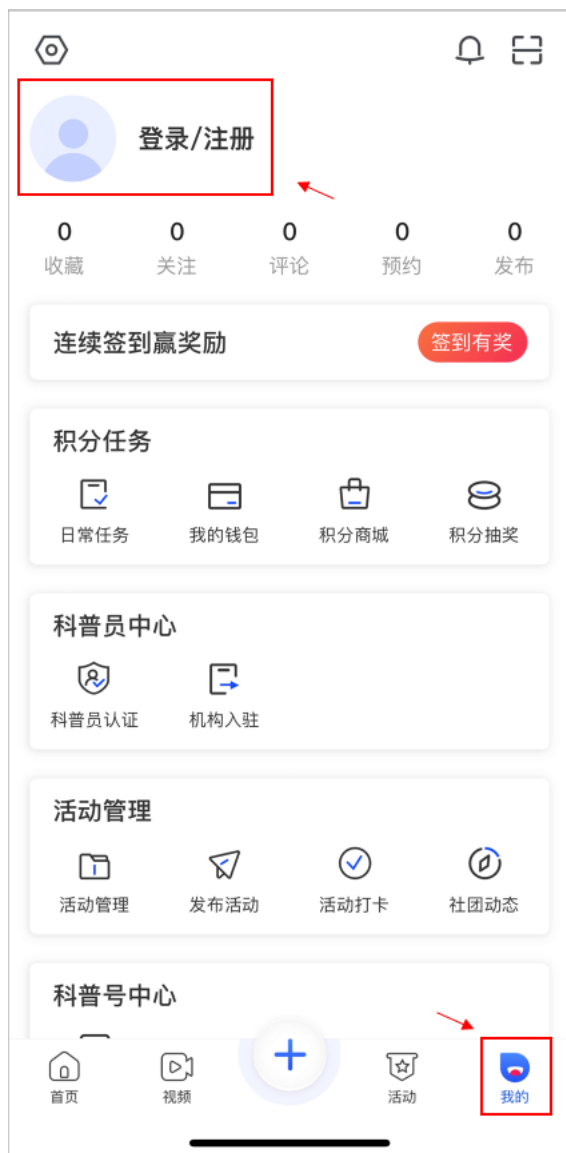 登录/注册
0 0 0 0 0
收藏 关注 评论 预约 发布
连续签到赢奖励 签到有奖
积分任务
日常任务 我的钱包 积分商城 积分抽奖
科普员中心
科普员认证 机构入驻
活动管理
活动管理 发布活动 活动打卡 社团动态
科普号中心
首页 视频 活动 我的